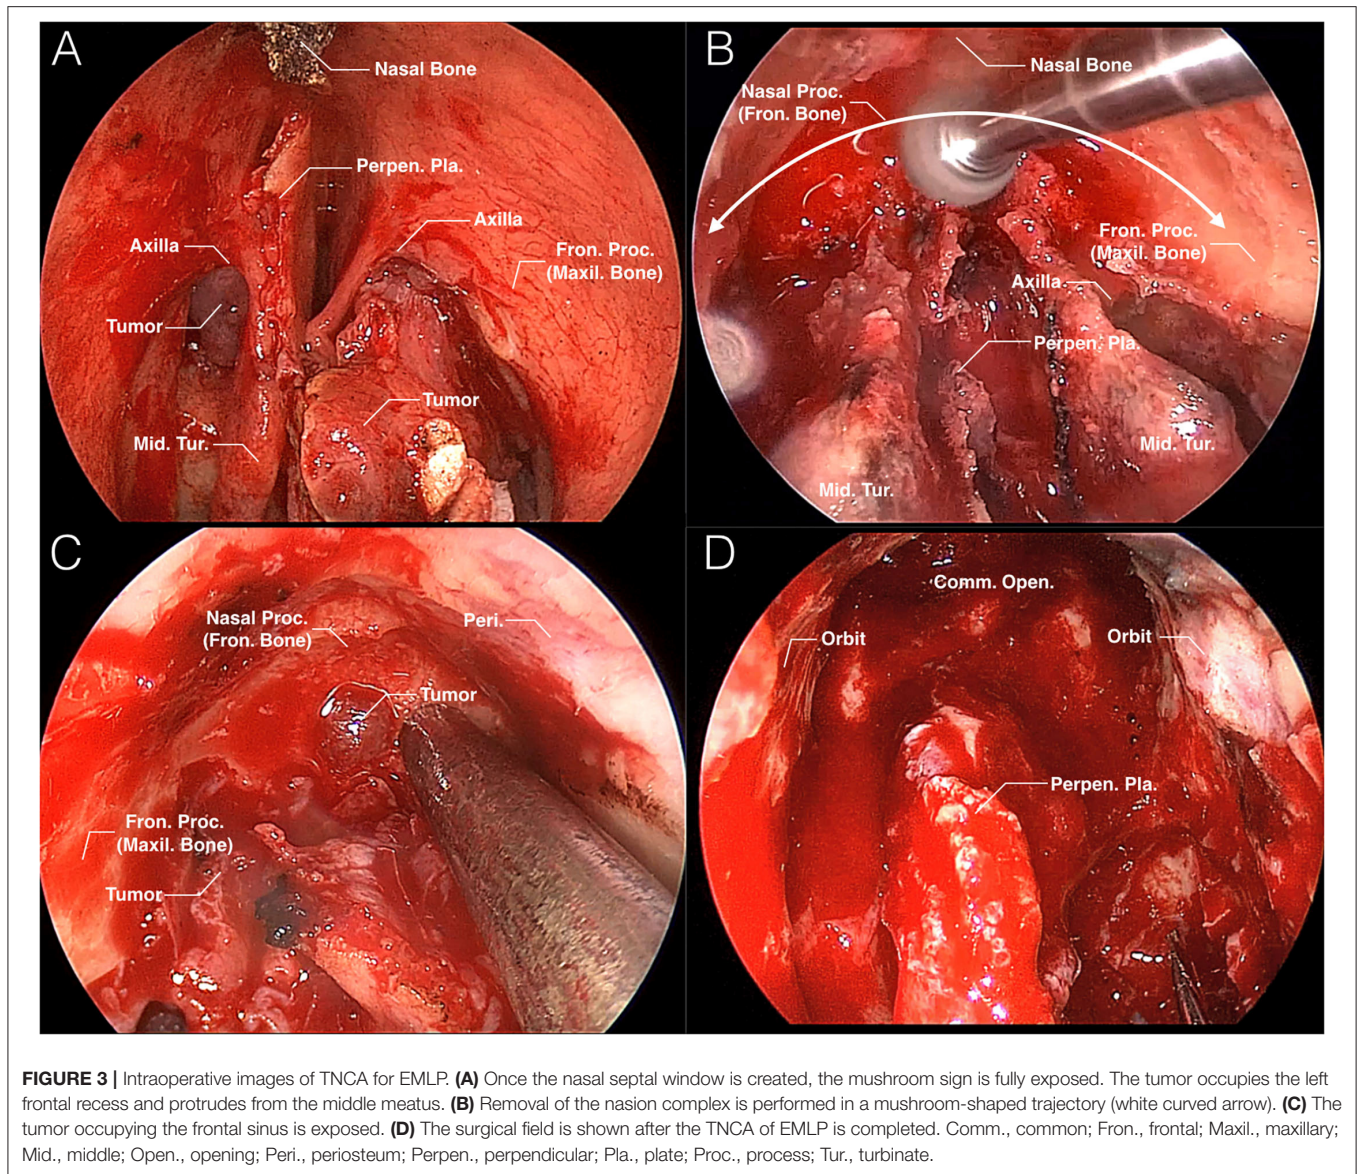 A
Nasal Bone
Perpen. Pla.
Axilla
Axilla
Fron. Proc.
(Maxil. Bone)
Tumor
Tumor
Mid. Tur.
B
Nasal Bone
Nasal Proc.
(Fron. Bone)
Fron. Proc.
(Maxil. Bone)
Axilla
Perpen. Pla.
Mid. Tur.
Mid. Tur.
C
Nasal Proc.
(Fron. Bone)
Peri.
Tumor
Fron. Proc.
(Maxil. Bone)
Tumor
D
Comm. Open.
Orbit
Orbit
Perpen. Pla.
FIGURE 3 | Intraoperative images of TNCA for EMLP. (A) Once the nasal septal window is created, the mushroom sign is fully exposed. The tumor occupies the left
frontal recess and protrudes from the middle meatus. (B) Removal of the nasion complex is performed in a mushroom-shaped trajectory (white curved arrow). (C) The
tumor occupying the frontal sinus is exposed. (D) The surgical field is shown after the TNCA of EMLP is completed. Comm., common; Fron., frontal; Maxil., maxillary;
Mid., middle; Open., opening; Peri., periosteum; Perpen., perpendicular; Pla., plate; Proc., process; Tur., turbinate.